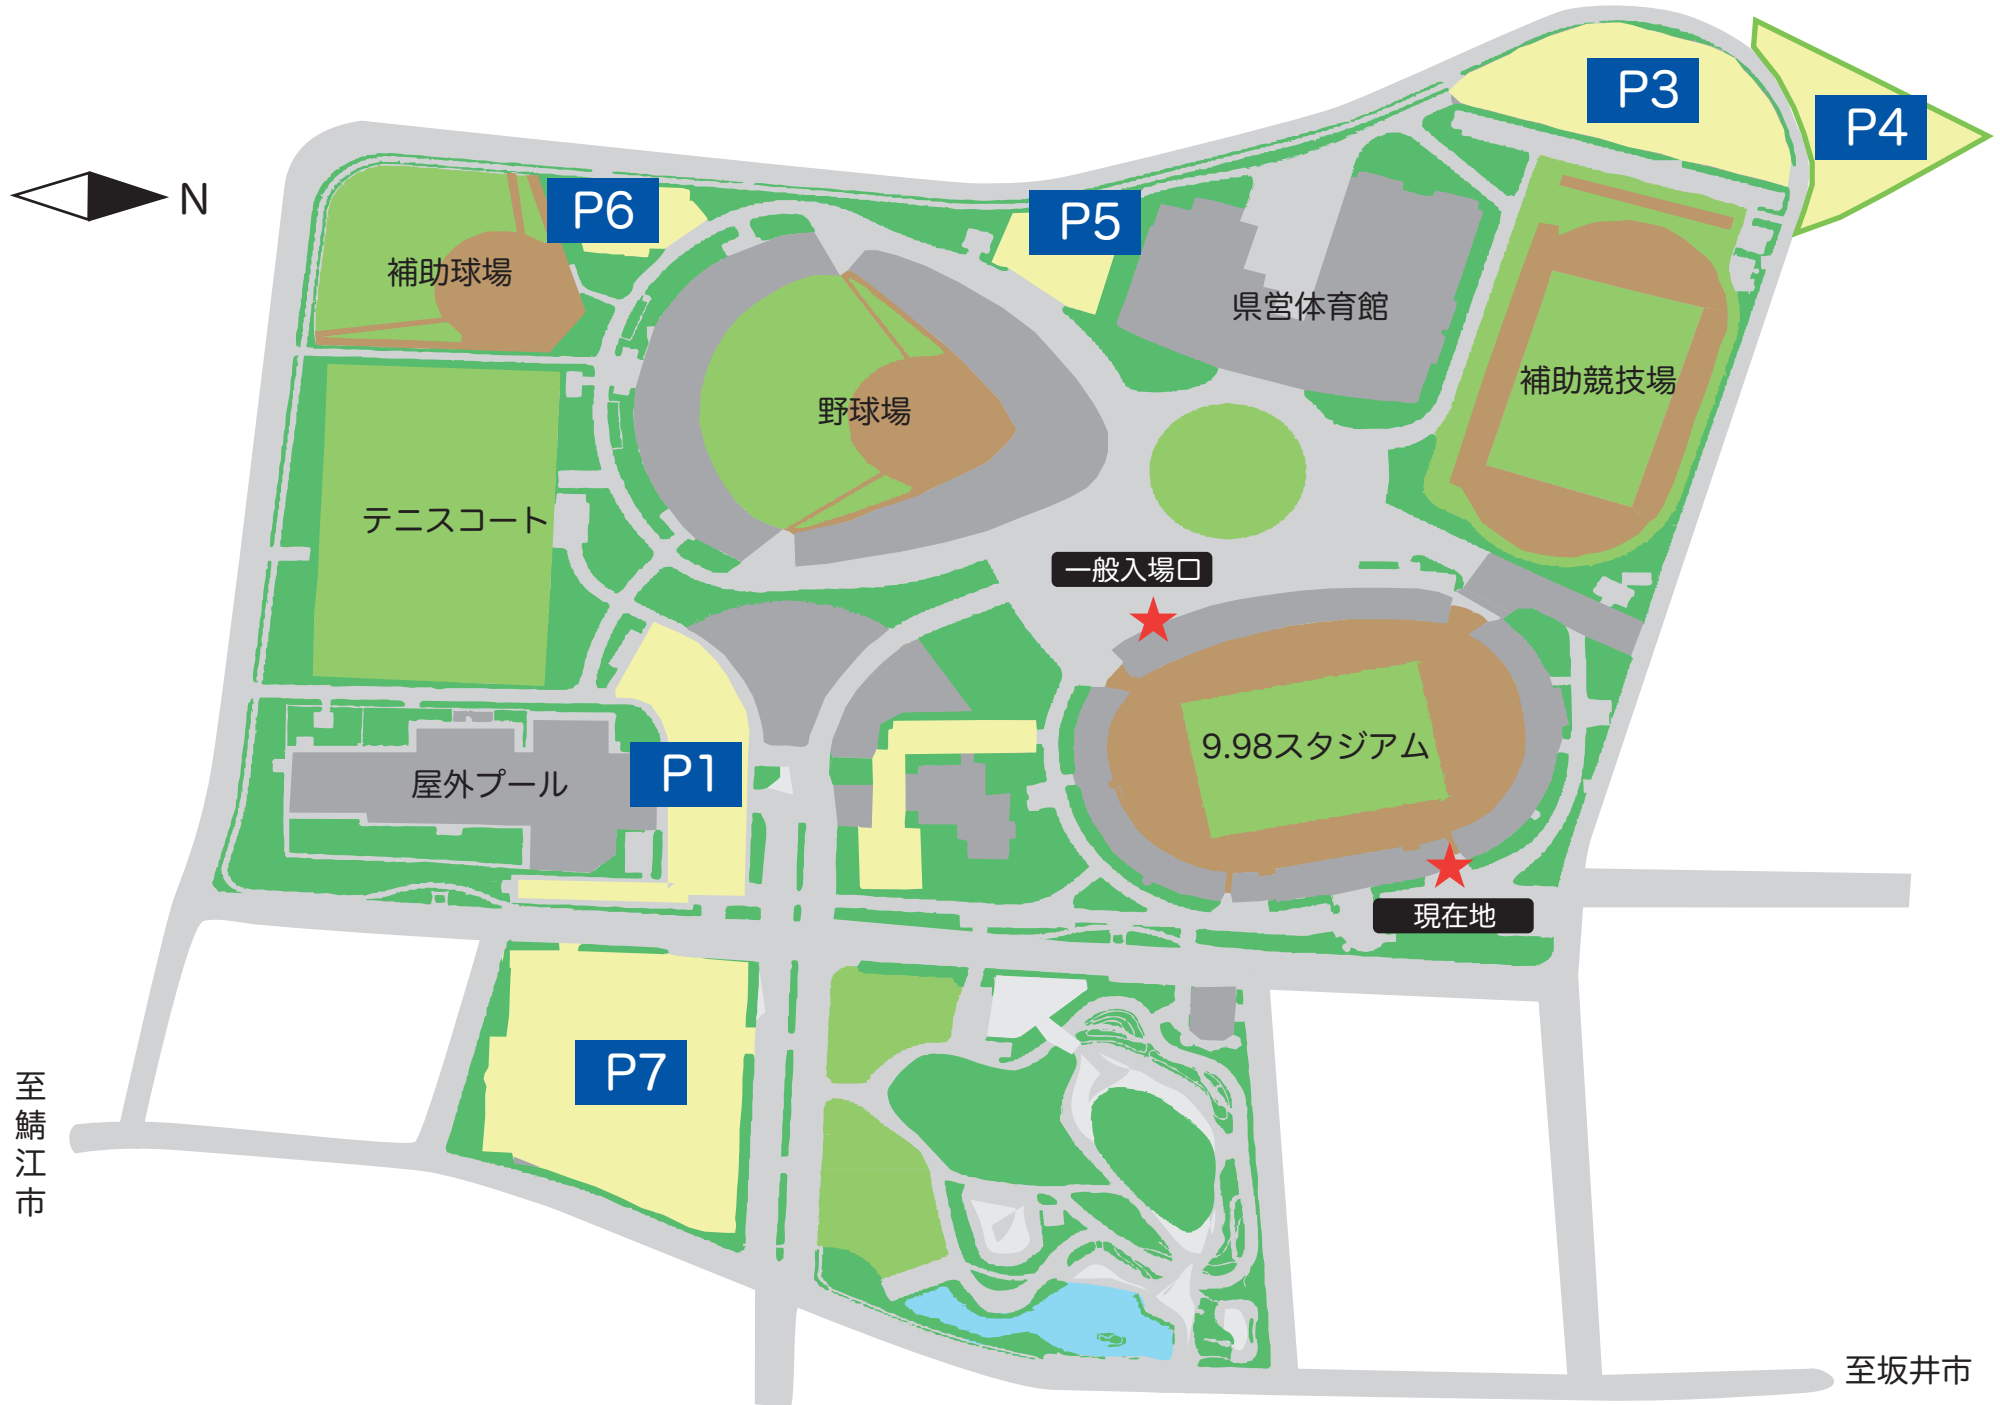 P3
P4
N
P6
P5
補助球場
県営体育館
補助競技場
野球場
テニスコート
一般入場口
9.98スタジアム
P1
屋外プール
現在地
P7
至鯖江市
至坂井市